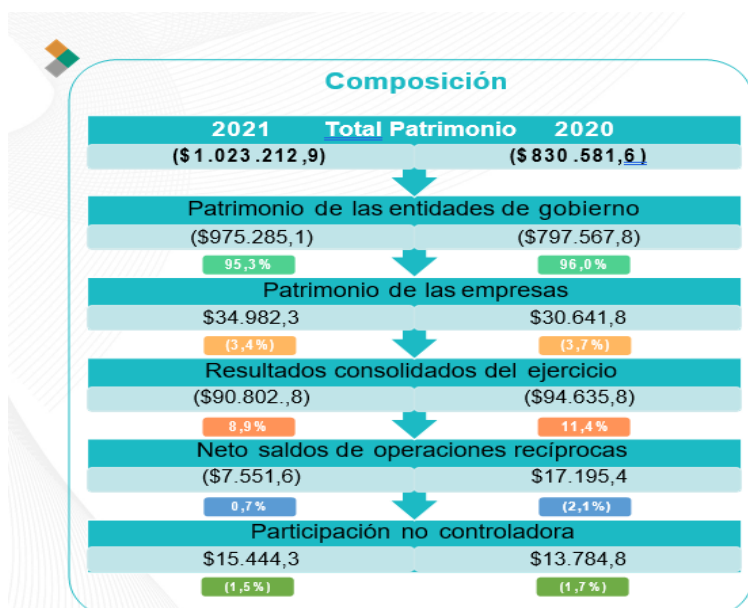 Composición
2021 Total Patrimonio 2020
($1.023.212,9) ($830.581,6)
Patrimonio de las entidades de gobierno
($975.285,1) ($797.567,8)
95,3% 96,0%
Patrimonio de las empresas
$34.982,3 $30.641,8
(3,4%) (3,7%)
Resultados consolidados del ejercicio
($90.802.,8) ($94.635,8)
8,9% 11,4%
Neto saldos de operaciones recíprocas
($7.551,6) $17.195,4
0,7% (2,1%)
Participación no controladora
$15.444,3 $13.784,8
(1,5%) (1,7%)